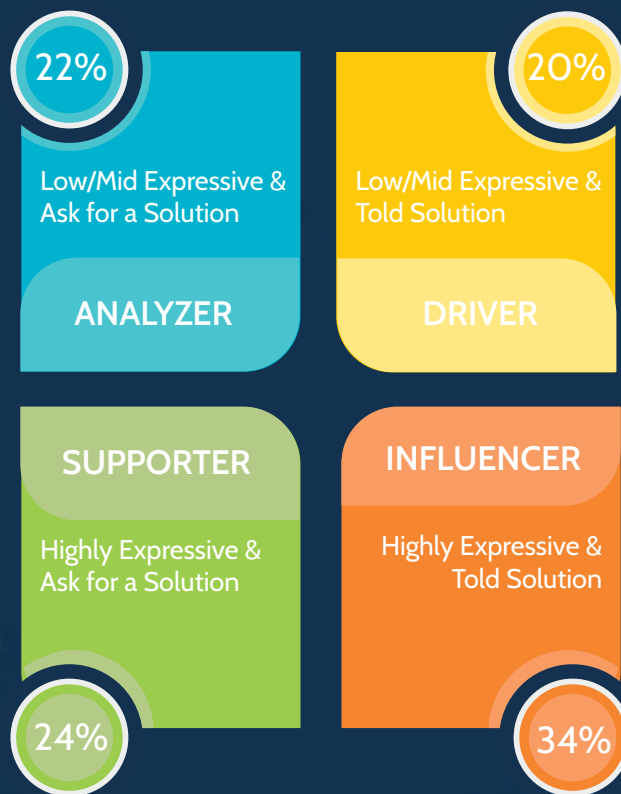 22%
Low/Mid Expressive &
Ask for a Solution
ANALYZER
20%
Low/Mid Expressive &
Told Solution
DRIVER
SUPPORTER
Highly Expressive &
Ask for a Solution
24%
INFLUENCER
Highly Expressive &
Told Solution
34%